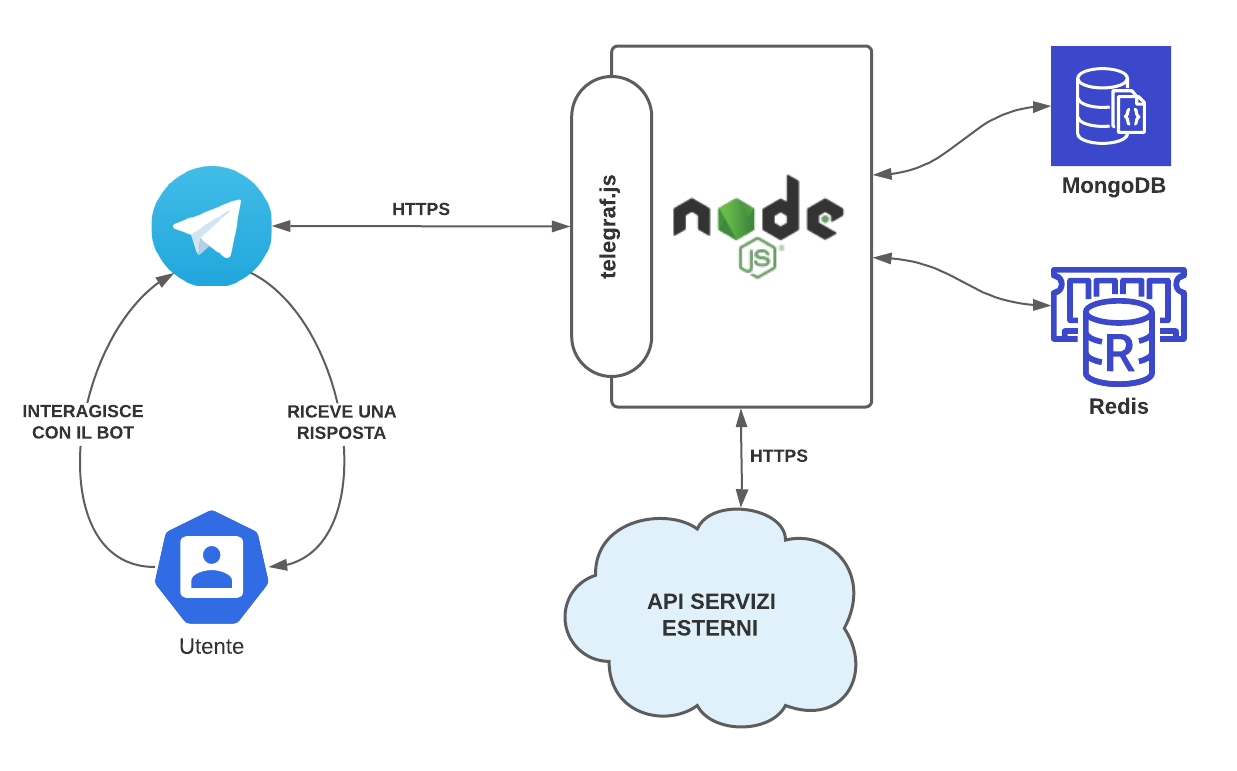 HTTPS
telegraf.js
node
JS
®
MongoDB
R
Redis
INTERAGISCE
CON IL BOT
RICEVE UNA
RISPOSTA
HTTPS
API SERVIZI
ESTERNI
Utente